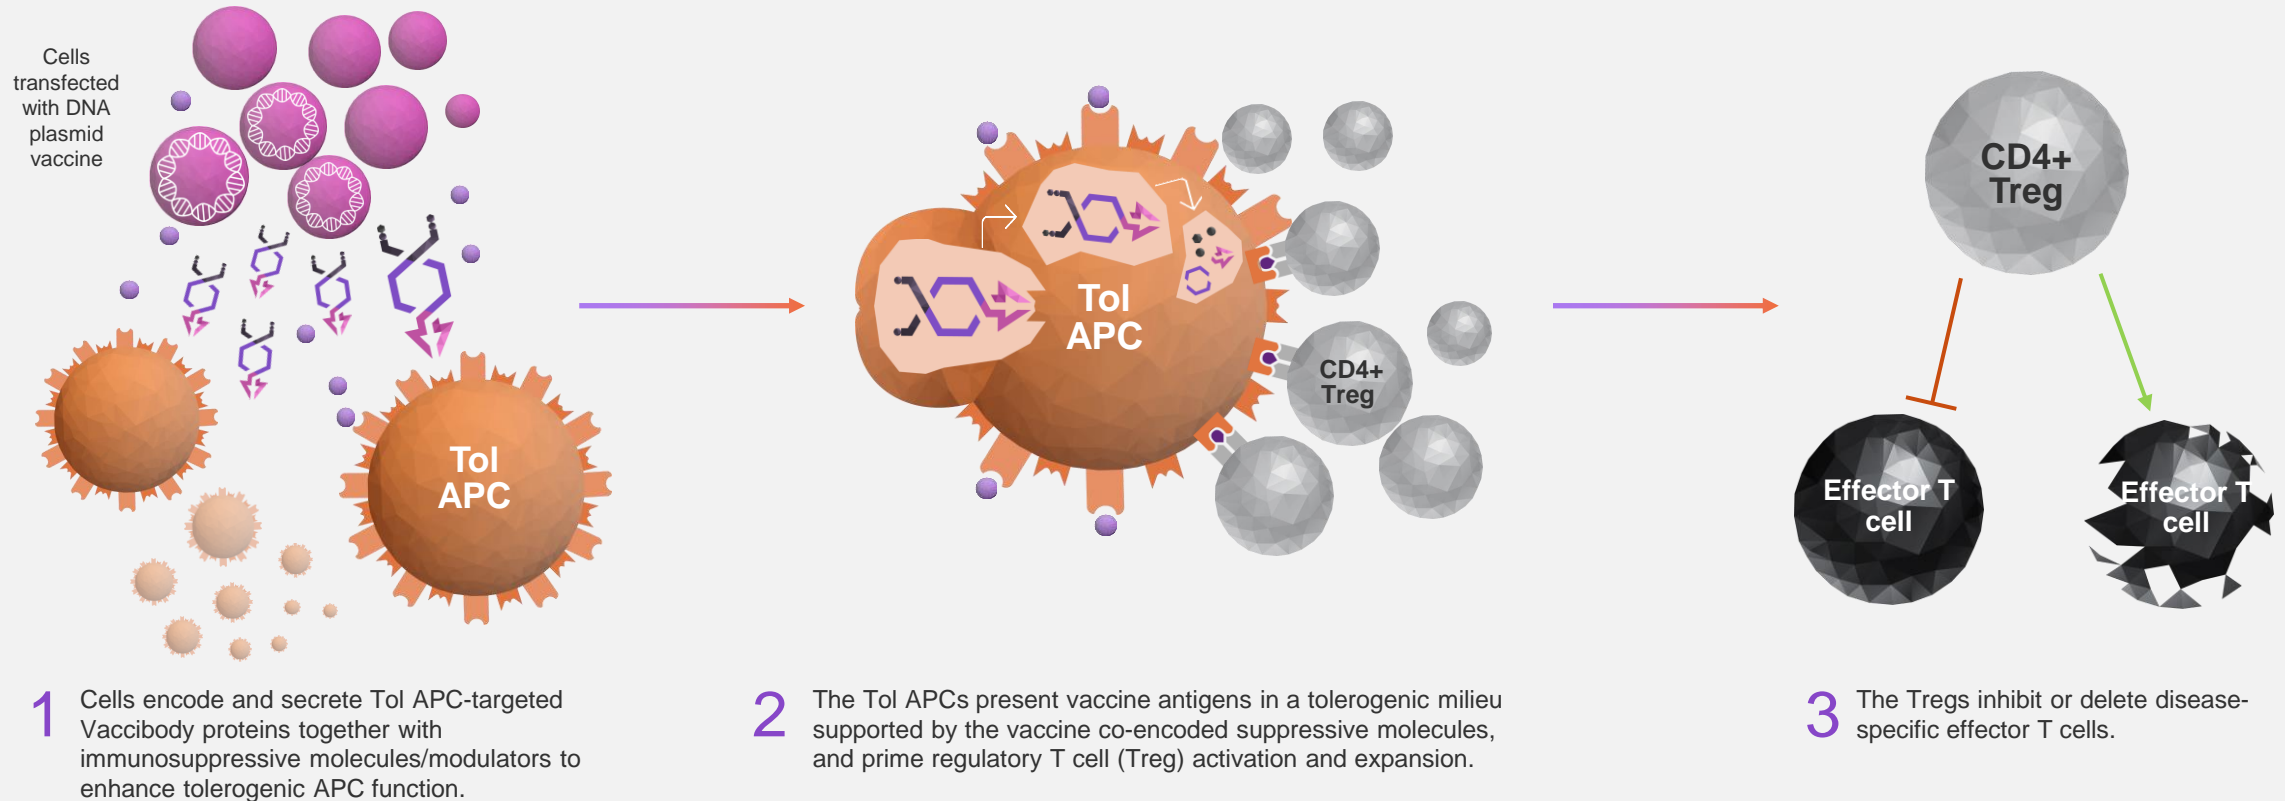 Cells
transfected
with DNA
plasmid
vaccine
Tol
APC
Tol
APC
CD4+
Treg
CD4+
Treg
Effector T
cell
Effector T
cell
1
Cells encode and secrete Tol APC-targeted
Vaccibody proteins together with
immunosuppressive molecules/modulators to
enhance tolerogenic APC function.
2
The Tol APCs present vaccine antigens in a tolerogenic milieu
supported by the vaccine co-encoded suppressive molecules,
and prime regulatory T cell (Treg) activation and expansion.
3
The Tregs inhibit or delete disease-
specific effector T cells.